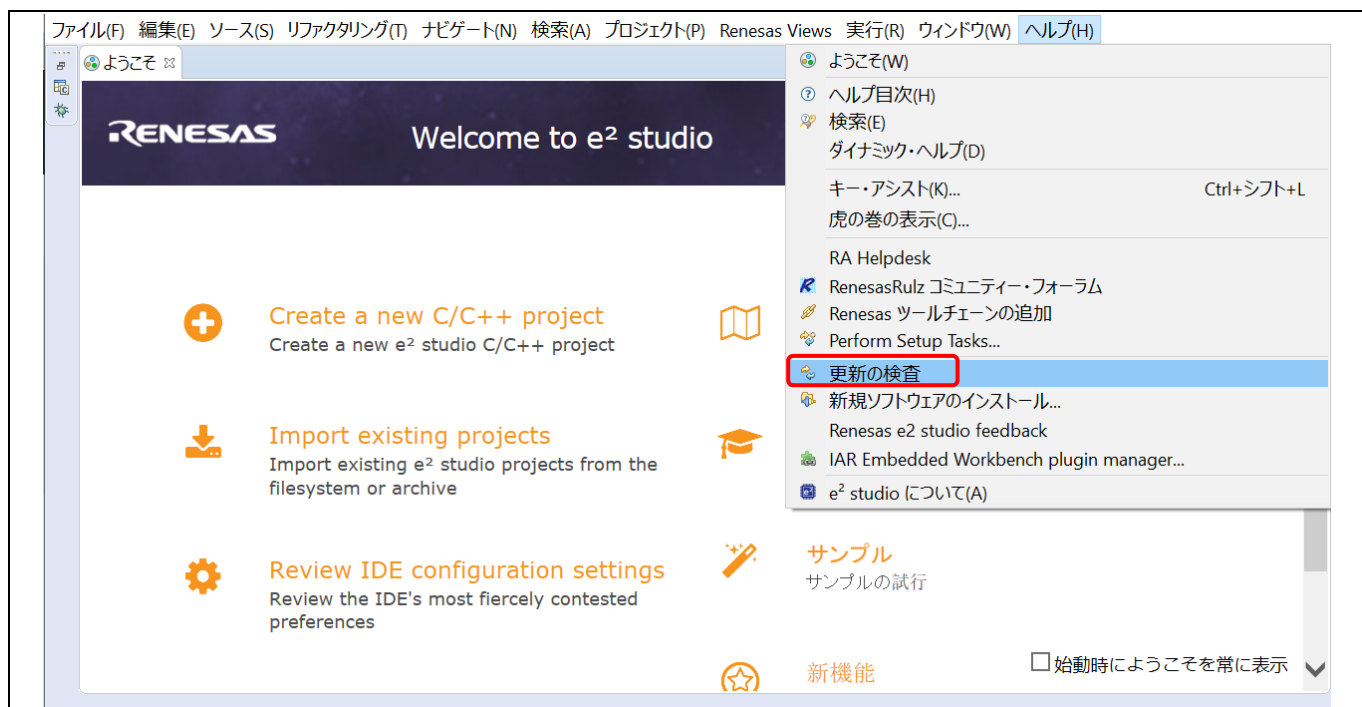 ファイル(F) 編集(E) ソース(S) リファクタリング(T) ナビゲート(N) 検索(A) プロジェクト(P) Renesas Views 実行(R) ウィンドウ(W) ヘルプ(H)
ようこそ
RENESAS
Welcome to e² studio
Create a new C/C++ project
Create a new e² studio C/C++ project
Import existing projects
Import existing e² studio projects from the
filesystem or archive
Review IDE configuration settings
Review the IDE's most fiercely contested
preferences
ようこそ(W)
ヘルプ目次(H)
検索(E)
ダイナミック・ヘルプ(D)
キー・アシスト(K)... Ctrl+シフト+L
虎の巻の表示(C)...
RA Helpdesk
RenesasRulz コミュニティー・フォーラム
Renesas ツールチェーンの追加
Perform Setup Tasks...
更新の検査
新規ソフトウェアのインストール...
Renesas e2 studio feedback
IAR Embedded Workbench plugin manager...
e² studio について(A)
サンプル
サンプルの試行
新機能
始動時にようこそを常に表示